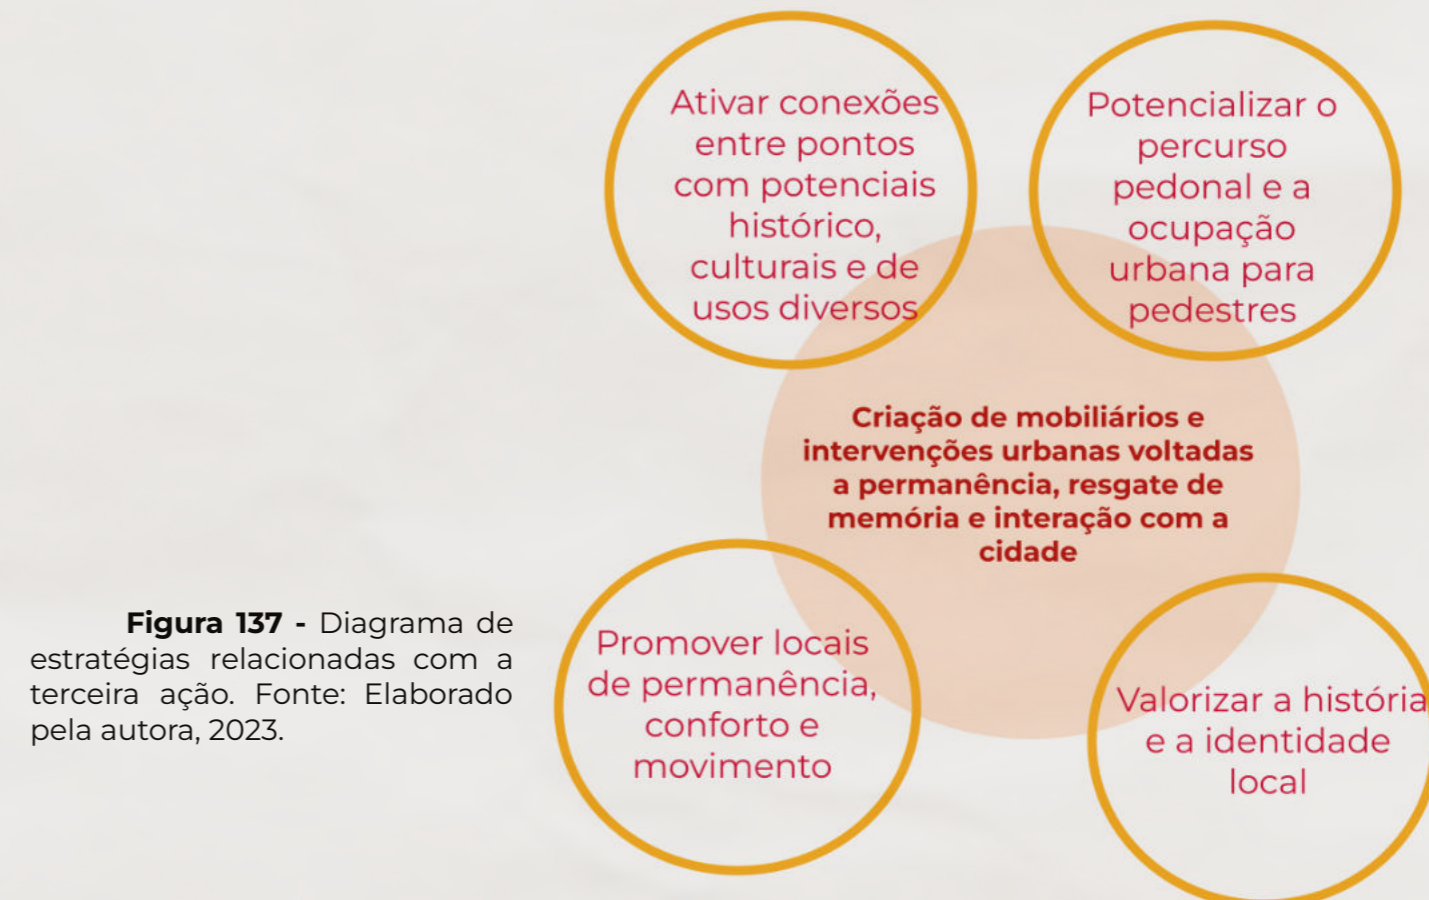 Ativar conexões
entre pontos
com potenciais
histórico,
culturais e de
usos diversos
Potencializar o
percurso
pedonal e a
ocupação
urbana para
pedestres
Criação de mobiliários e
intervenções urbanas voltadas
a permanência, resgate de
memória e interação com a
cidade
Figura 137 - Diagrama de
estratégias relacionadas com a
terceira ação. Fonte: Elaborado
pela autora, 2023.
Promover locais
de permanência,
conforto e
movimento
Valorizar a história
e a identidade
local